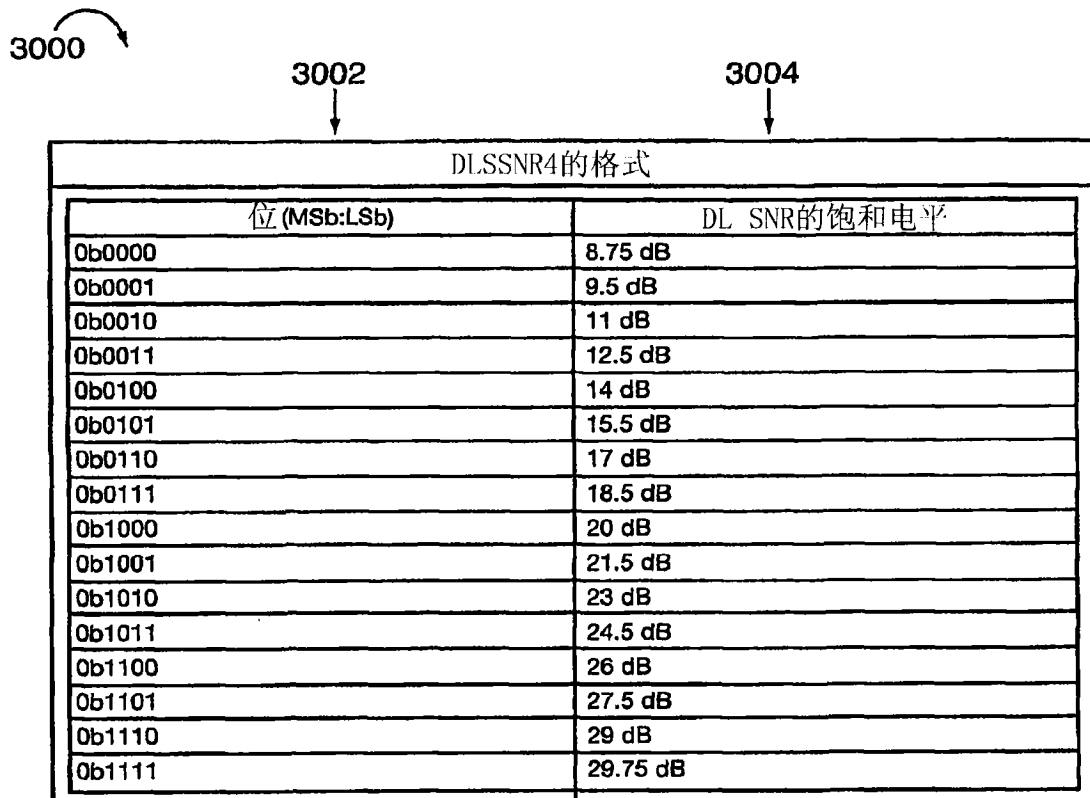 3000
3002 3004
DLSSNR4的格式
位(MSb:LSb) DL SNR的饱和电平
0b0000 8.75 dB
0b0001 9.5 dB
0b0010 11 dB
0b0011 12.5 dB
0b0100 14 dB
0b0101 15.5 dB
0b0110 17 dB
0b0111 18.5 dB
0b1000 20 dB
0b1001 21.5 dB
0b1010 23 dB
0b1011 24.5 dB
0b1100 26 dB
0b1101 27.5 dB
0b1110 29 dB
0b1111 29.75 dB